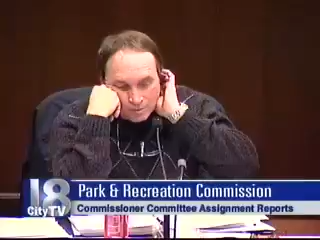 18
CityTV
Park & Recreation Commission
Commissioner Committee Assignment Reports